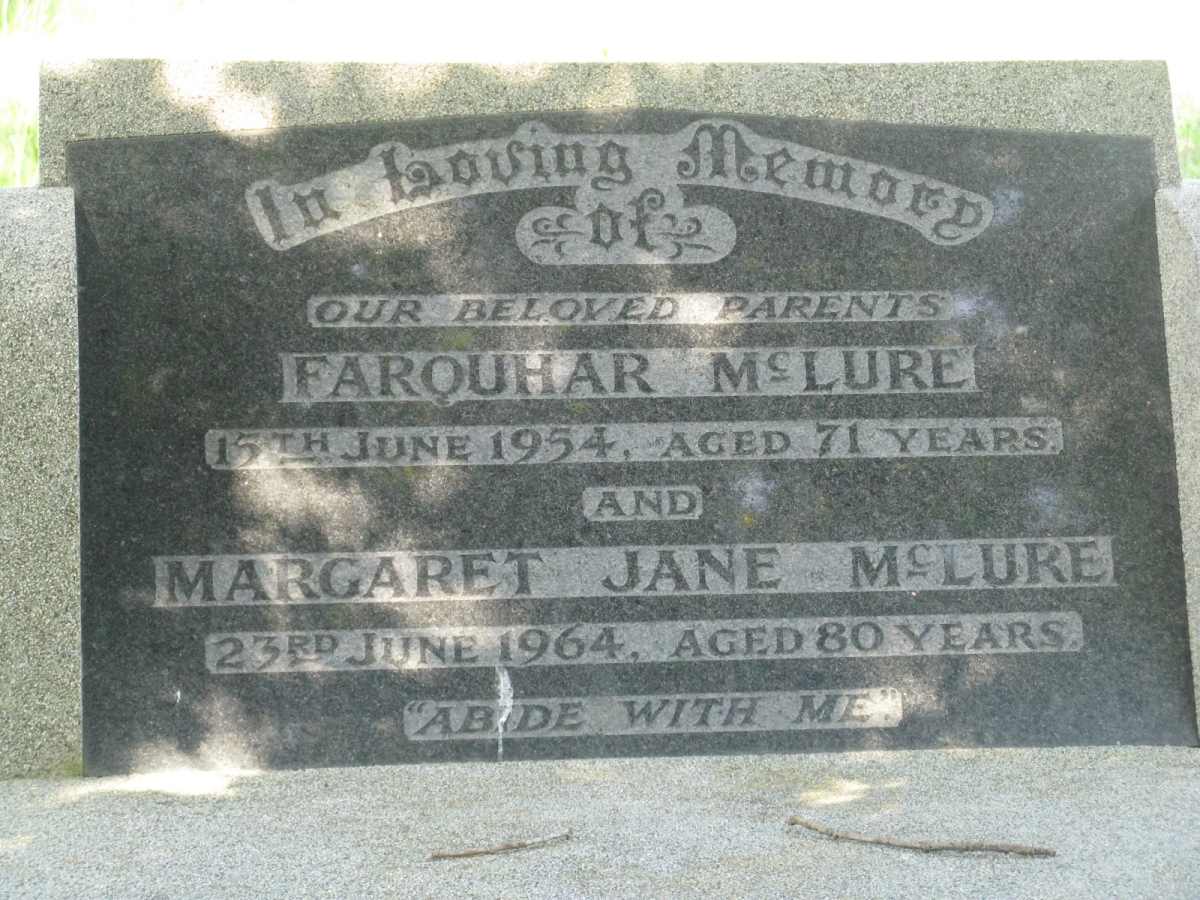 In Loving Memory
of
OUR BELOVED PARENTS
FARQUHAR McLURE
15TH JUNE 1954, AGED 71 YEARS.
AND
MARGARET JANE McLURE
23RD JUNE 1964, AGED 80 YEARS.
"ABIDE WITH ME".